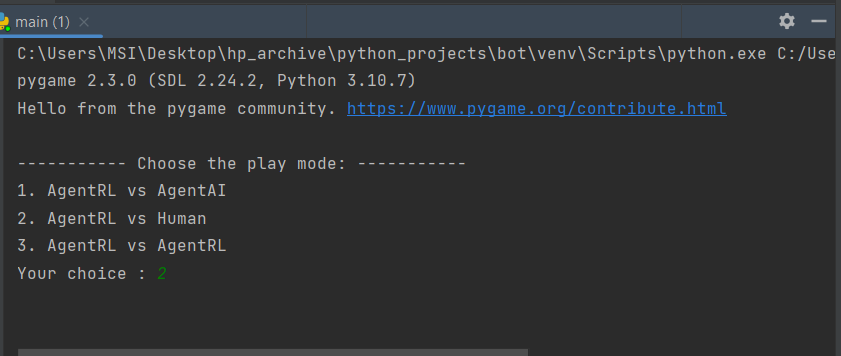 main (1)
C:\Users\MSI\Desktop\hp_archive\python_projects\bot\venv\Scripts\python.exe C:/Use
pygame 2.3.0 (SDL 2.24.2, Python 3.10.7)
Hello from the pygame community. https://www.pygame.org/contribute.html
----------- Choose the play mode: -----------
1. AgentRL vs AgentAI
2. AgentRL vs Human
3. AgentRL vs AgentRL
Your choice : 2